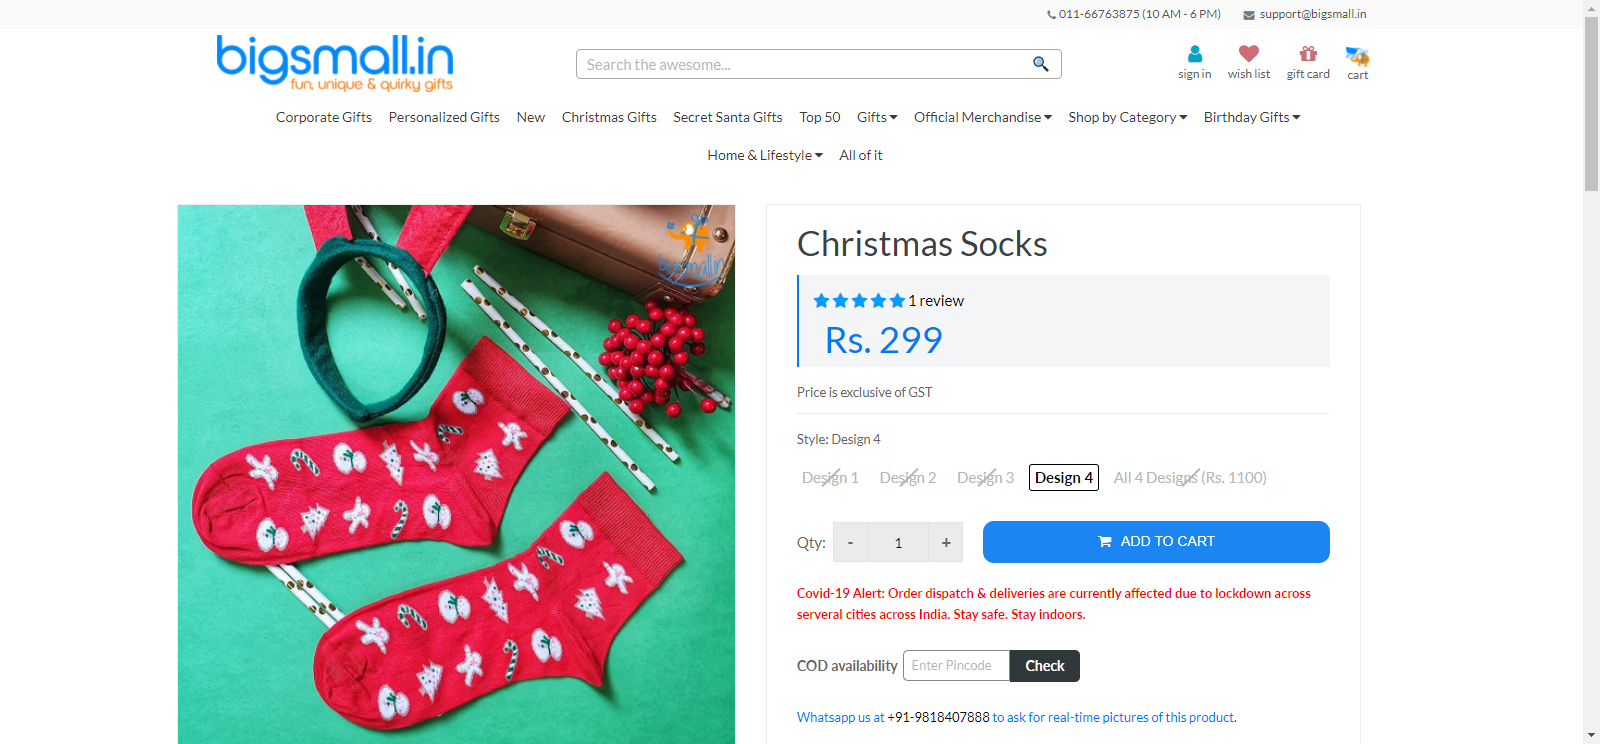 011-66763875 (10 AM - 6 PM) support@bigsmall.in
bigsmall.in
fun, unique & quirky gifts
Search the awesome...
sign in wish list gift card cart
Corporate Gifts Personalized Gifts New Christmas Gifts Secret Santa Gifts Top 50 Gifts Official Merchandise Shop by Category Birthday Gifts
Home & Lifestyle All of it
bigsmall.in
Christmas Socks
1 review
Rs. 299
Price is exclusive of GST
Style: Design 4
Design 1 Design 2 Design 3 Design 4 All 4 Designs (Rs. 1100)
Qty: - 1 + ADD TO CART
Covid-19 Alert: Order dispatch & deliveries are currently affected due to lockdown across
serveral cities across India. Stay safe. Stay indoors.
COD availability Enter Pincode Check
Whatsapp us at +91-9818407888 to ask for real-time pictures of this product.